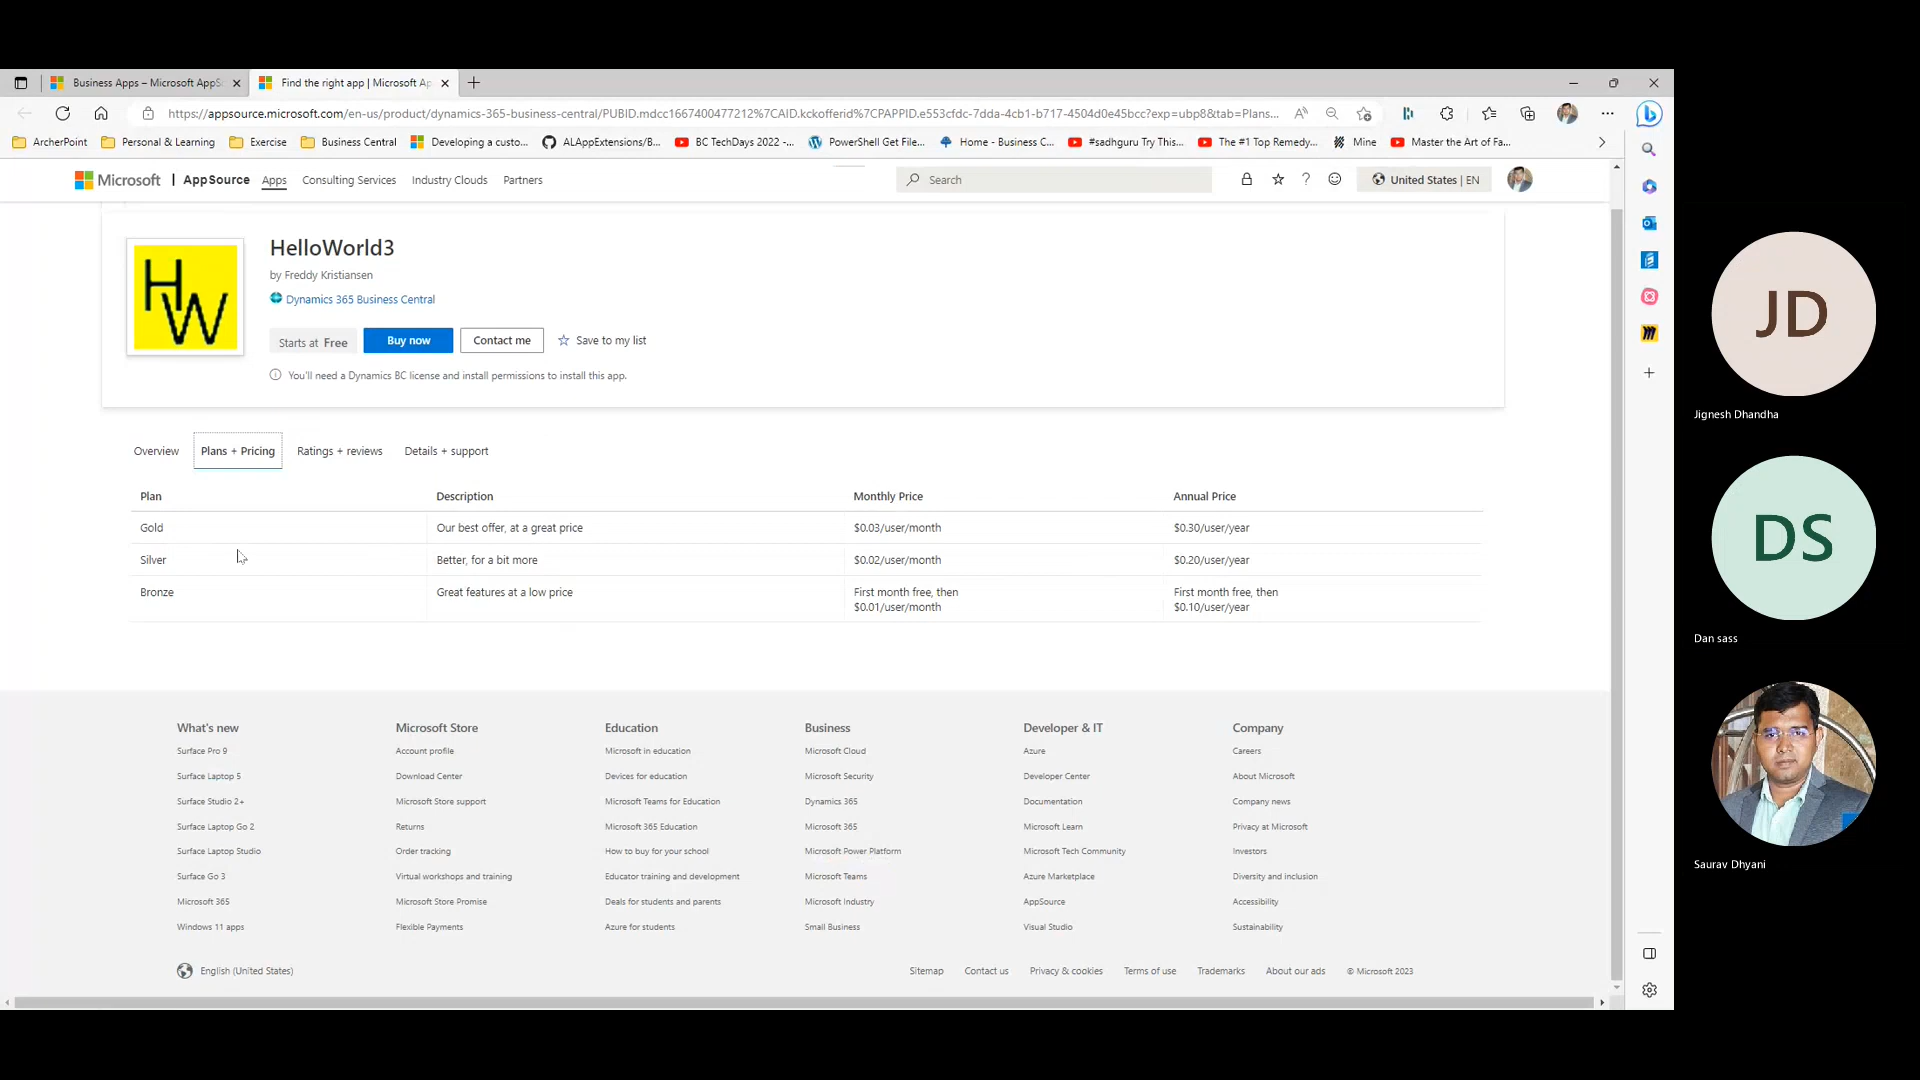 Business Apps – Microsoft AppS
Find the right app | Microsoft Ap
https://appsource.microsoft.com/en-us/product/dynamics-365-business-central/PUBID.mdcc1667400477212%7CAID.kckofferid%7CPAPPID.e553cfdc-7dda-4cb1-b717-4504d0e45bcc?exp=ubp8&tab=Plans...
ArcherPoint
Personal & Learning
Exercise
Business Central
Developing a custo...
ALAppExtensions/B...
BC TechDays 2022 -...
PowerShell Get File...
Home - Business C...
#sadhguru Try This...
The #1 Top Remedy...
Mine
Master the Art of Fa...
Microsoft | AppSource Apps Consulting Services Industry Clouds Partners
Search
United States | EN
HW
HelloWorld3
by Freddy Kristiansen
Dynamics 365 Business Central
Starts at Free
Buy now
Contact me
Save to my list
You'll need a Dynamics BC license and install permissions to install this app.
Overview Plans + Pricing Ratings + reviews Details + support
Plan Description Monthly Price Annual Price
Gold Our best offer, at a great price $0.03/user/month $0.30/user/year
Silver Better, for a bit more $0.02/user/month $0.20/user/year
Bronze Great features at a low price First month free, then First month free, then
$0.01/user/month $0.10/user/year
What's new Microsoft Store Education Business Developer & IT Company
Surface Pro 9 Account profile Microsoft in education Microsoft Cloud Azure Careers
Surface Laptop 5 Download Center Devices for education Microsoft Security Developer Center About Microsoft
Surface Studio 2+ Microsoft Store support Microsoft Teams for Education Dynamics 365 Documentation Company news
Surface Laptop Go 2 Returns Microsoft 365 Education Microsoft 365 Microsoft Learn Privacy at Microsoft
Surface Laptop Studio Order tracking How to buy for your school Microsoft Power Platform Microsoft Tech Community Investors
Surface Go 3 Virtual workshops and training Educator training and development Microsoft Teams Azure Marketplace Diversity and inclusion
Microsoft 365 Microsoft Store Promise Deals for students and parents Microsoft Industry AppSource Accessibility
Windows 11 apps Flexible Payments Azure for students Small Business Visual Studio Sustainability
English (United States)
Sitemap Contact us Privacy & cookies Terms of use Trademarks About our ads © Microsoft 2023
JD
Jignesh Dhandha
DS
Dan sass
Saurav Dhyani